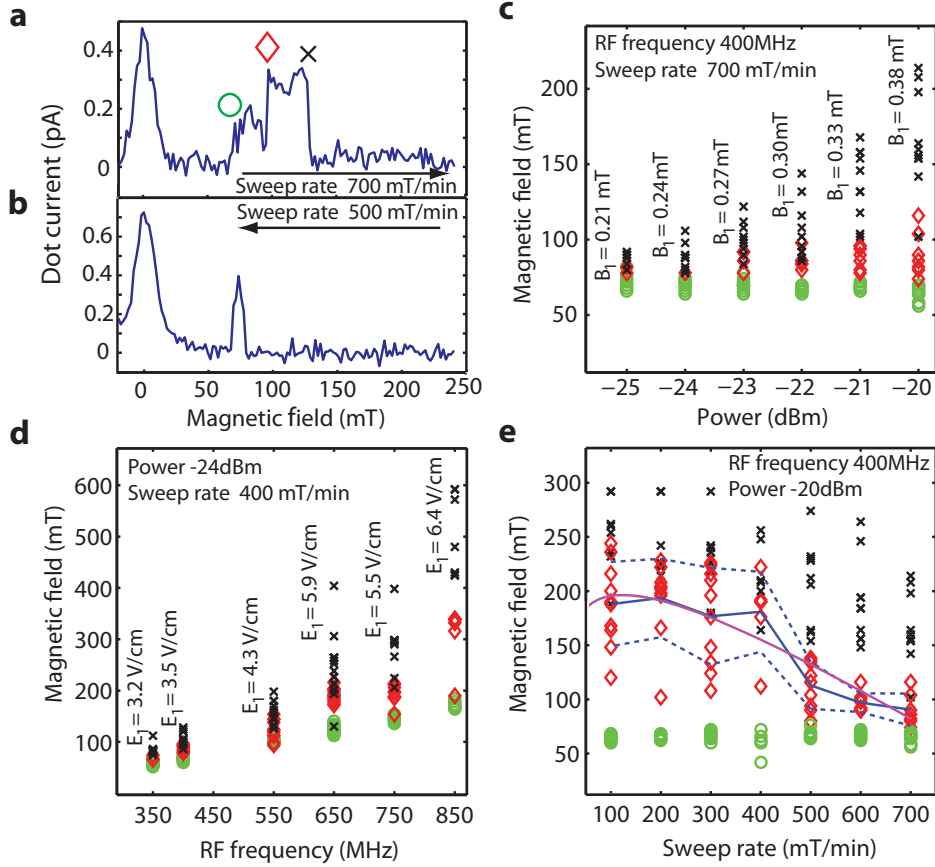 a
0.4
0.2
0
Sweep rate 700 mT/min
b
Sweep rate 500 mT/min
0.6
0.4
0.2
0
Dot current (pA)
0 50 100 150 200 250
Magnetic field (mT)
c
RF frequency 400MHz
Sweep rate 700 mT/min
B1 = 0.21 mT
B1 = 0.24mT
B1 = 0.27mT
B1 = 0.30mT
B1 = 0.33 mT
B1 = 0.38 mT
200
150
100
50
Magnetic field (mT)
−25 −24 −23 −22 −21 −20
Power (dBm)
d
Power -24dBm
Sweep rate 400 mT/min
E1 = 3.2 V/cm
E1 = 3.5 V/cm
E1 = 4.3 V/cm
E1 = 5.9 V/cm
E1 = 5.5 V/cm
E1 = 6.4 V/cm
600
500
400
300
200
100
Magnetic field (mT)
350 450 550 650 750 850
RF frequency (MHz)
e
RF frequency 400MHz
Power -20dBm
300
250
200
150
100
50
Magnetic field (mT)
100 200 300 400 500 600 700
Sweep rate (mT/min)